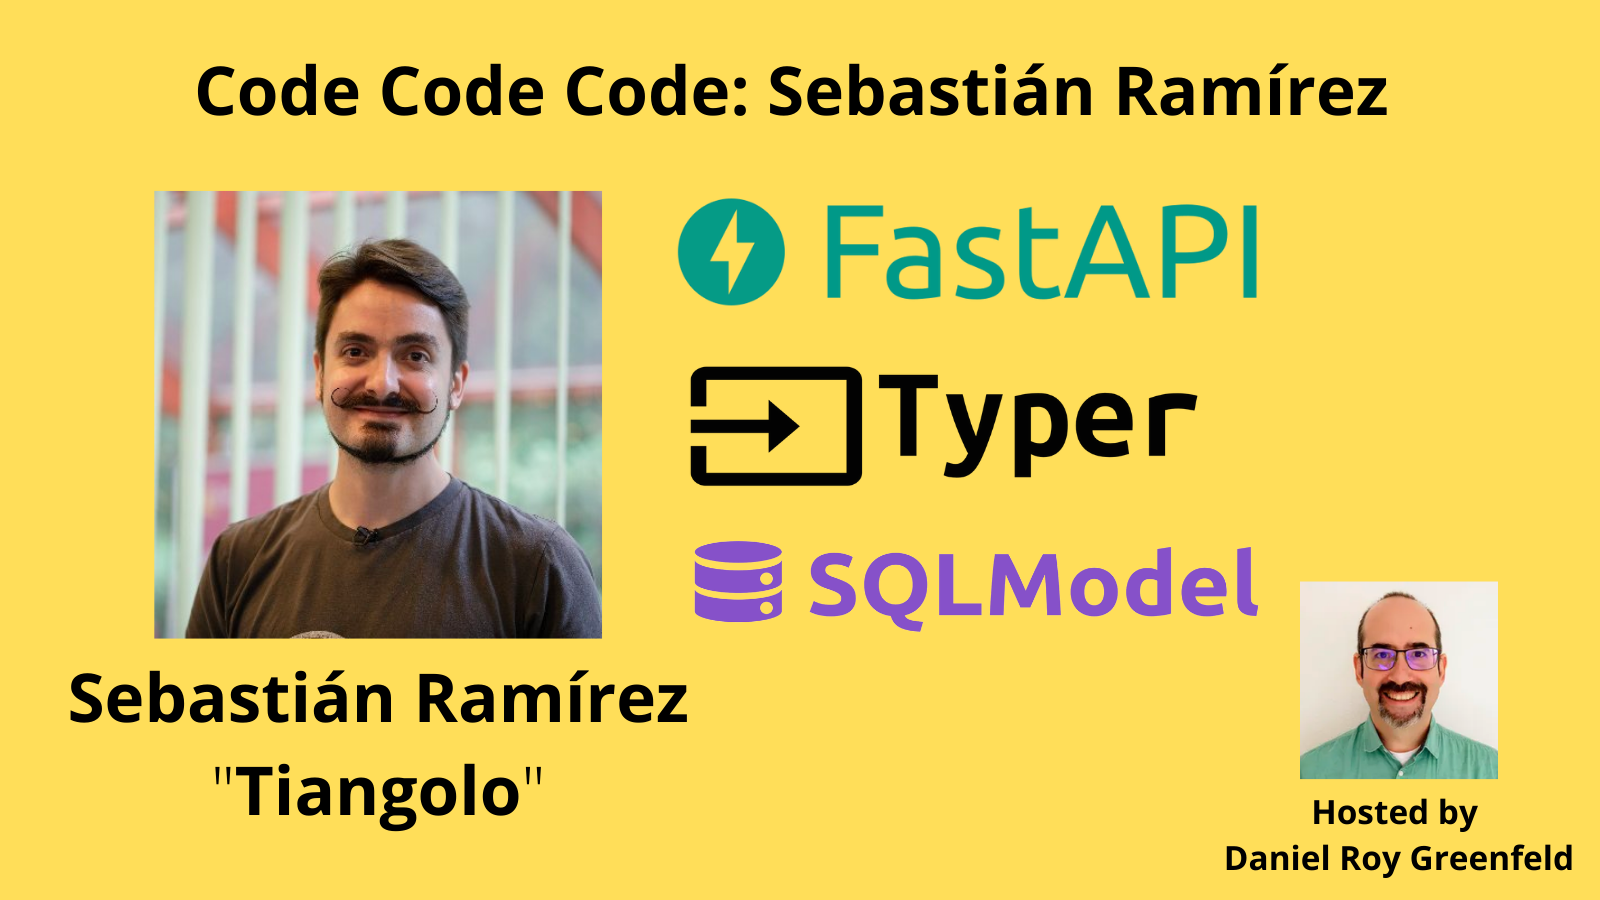 Code Code Code: Sebastián Ramírez
FastAPI
Typer
SQLModel
Sebastián Ramírez
"Tiangolo"
Hosted by
Daniel Roy Greenfeld